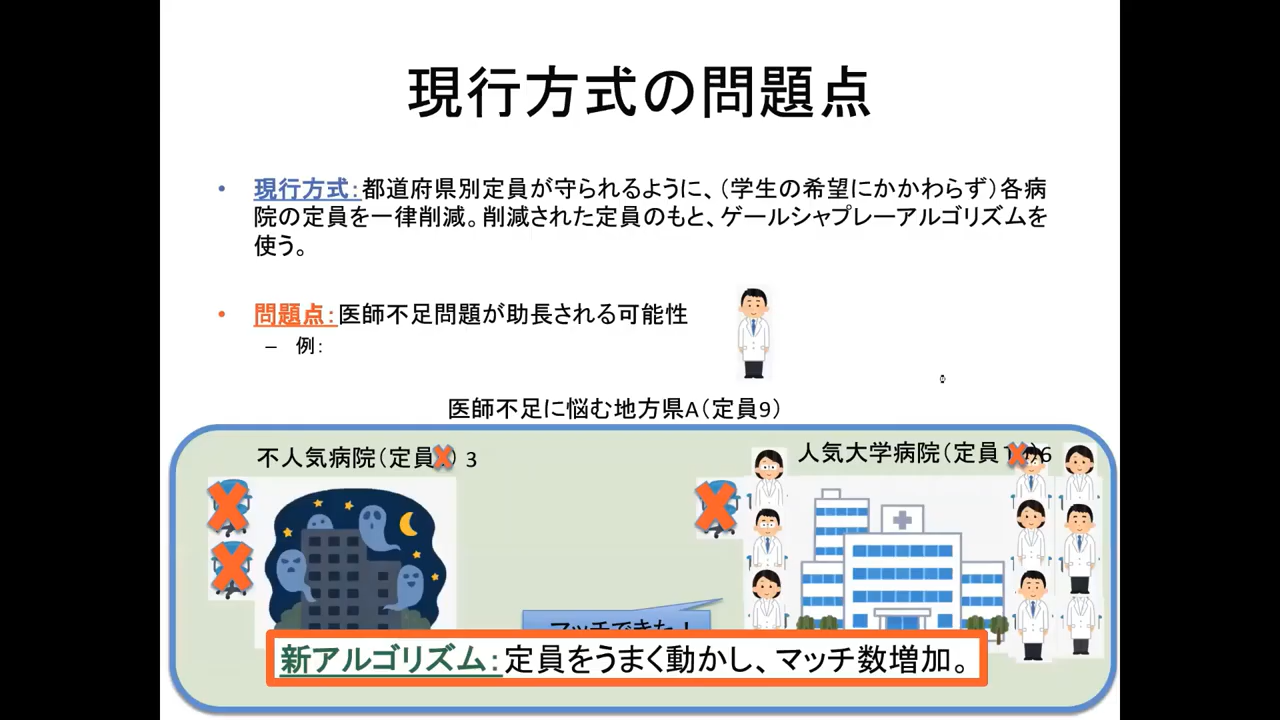 現行方式の問題点
• 現行方式：都道府県別定員が守られるように、（学生の希望にかかわらず）各病
院の定員を一律削減。削減された定員のもと、ゲールシャプレーアルゴリズムを
使う。
• 問題点：医師不足問題が助長される可能性
– 例：
医師不足に悩む地方県A（定員9）
不人気病院（定員 ） 3
人気大学病院（定員 ）6
マッチできた！
新アルゴリズム：定員をうまく動かし、マッチ数増加。